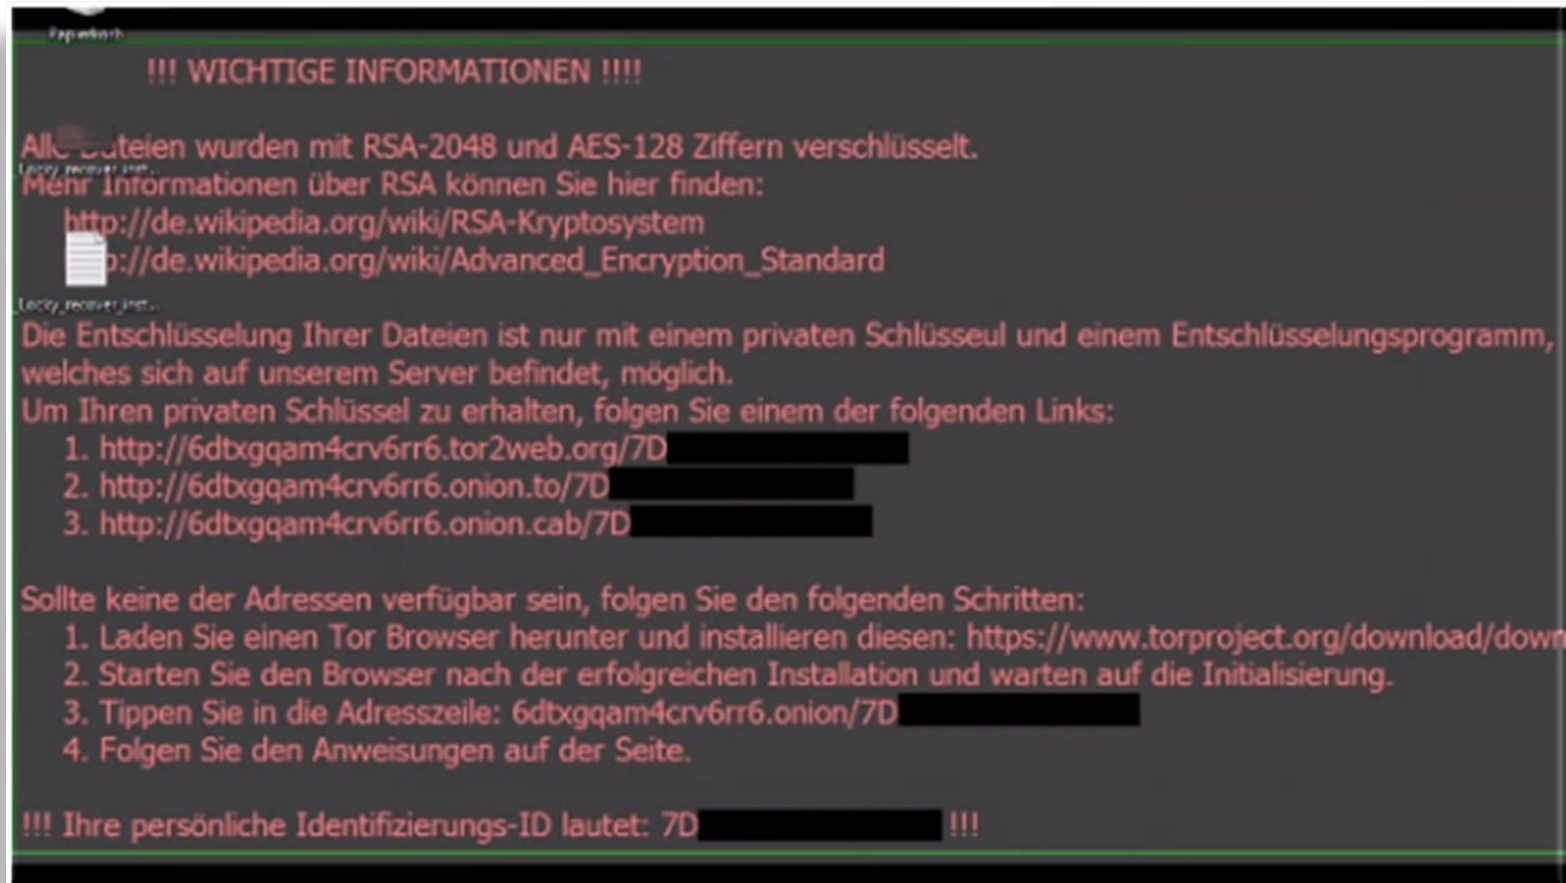 Papierkorb
!!! WICHTIGE INFORMATIONEN !!!!
Alle Dateien wurden mit RSA-2048 und AES-128 Ziffern verschlüsselt.
_Locky_recover_inst...
Mehr Informationen über RSA können Sie hier finden:
http://de.wikipedia.org/wiki/RSA-Kryptosystem
p://de.wikipedia.org/wiki/Advanced_Encryption_Standard
_Locky_recover_inst...
Die Entschlüsselung Ihrer Dateien ist nur mit einem privaten Schlüsseul und einem Entschlüsselungsprogramm,
welches sich auf unserem Server befindet, möglich.
Um Ihren privaten Schlüssel zu erhalten, folgen Sie einem der folgenden Links:
1. http://6dtxgqam4crv6rr6.tor2web.org/7D
2. http://6dtxgqam4crv6rr6.onion.to/7D
3. http://6dtxgqam4crv6rr6.onion.cab/7D
Sollte keine der Adressen verfügbar sein, folgen Sie den folgenden Schritten:
1. Laden Sie einen Tor Browser herunter und installieren diesen: https://www.torproject.org/download/down
2. Starten Sie den Browser nach der erfolgreichen Installation und warten auf die Initialisierung.
3. Tippen Sie in die Adresszeile: 6dtxgqam4crv6rr6.onion/7D
4. Folgen Sie den Anweisungen auf der Seite.
!!! Ihre persönliche Identifizierungs-ID lautet: 7D !!!